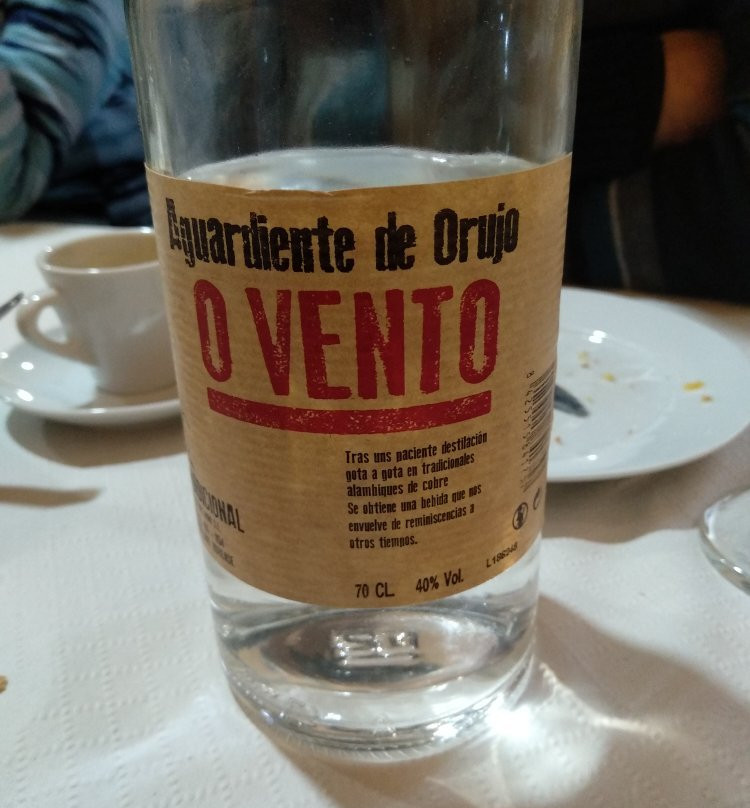 Aguardiente de Orujo
O VENTO
Tras uns paciente destilación
gota a gota en tradicionales
alambiques de cobre
Se obtiene una bebida que nos
envuelve de reminiscencias a
otros tiempos.
70 CL. 40% Vol.